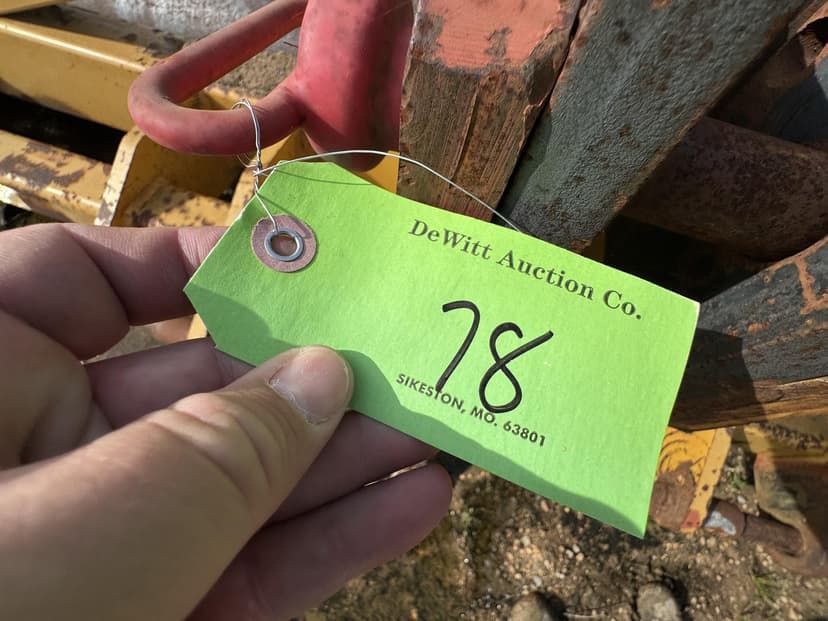 DeWitt Auction Co.
78
SIKESTON, MO. 63801